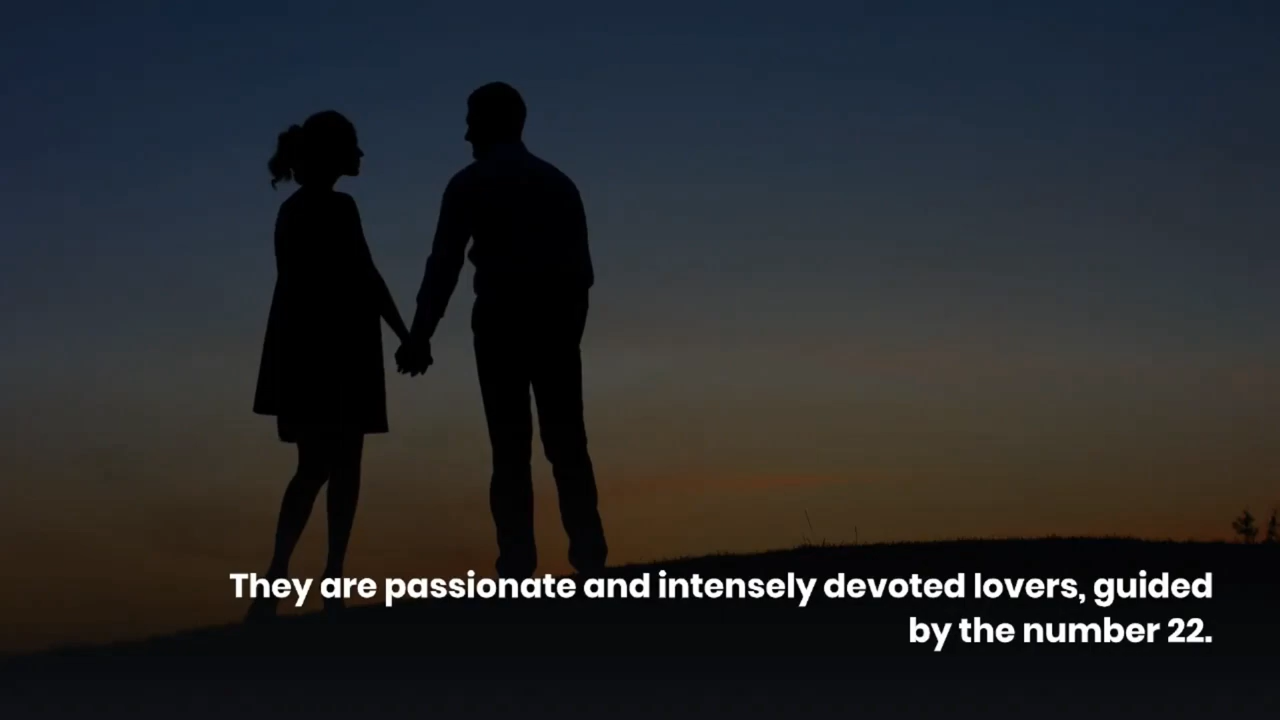 They are passionate and intensely devoted lovers, guided
by the number 22.